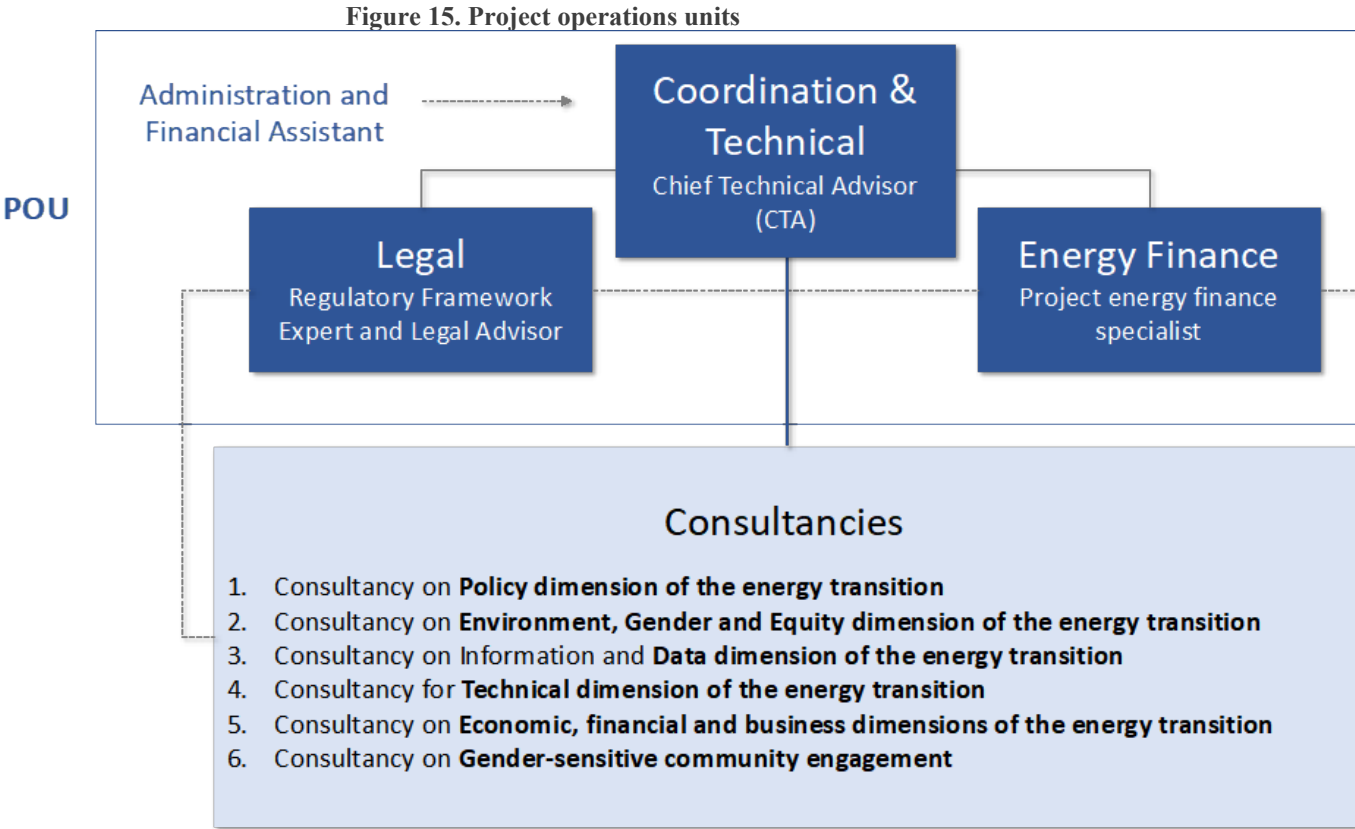 Figure 15. Project operations units
Administration and
Financial Assistant
Coordination &
Technical
Chief Technical Advisor
(CTA)
POU
Legal
Regulatory Framework
Expert and Legal Advisor
Energy Finance
Project energy finance
specialist
Consultancies
1. Consultancy on Policy dimension of the energy transition
2. Consultancy on Environment, Gender and Equity dimension of the energy transition
3. Consultancy on Information and Data dimension of the energy transition
4. Consultancy for Technical dimension of the energy transition
5. Consultancy on Economic, financial and business dimensions of the energy transition
6. Consultancy on Gender-sensitive community engagement